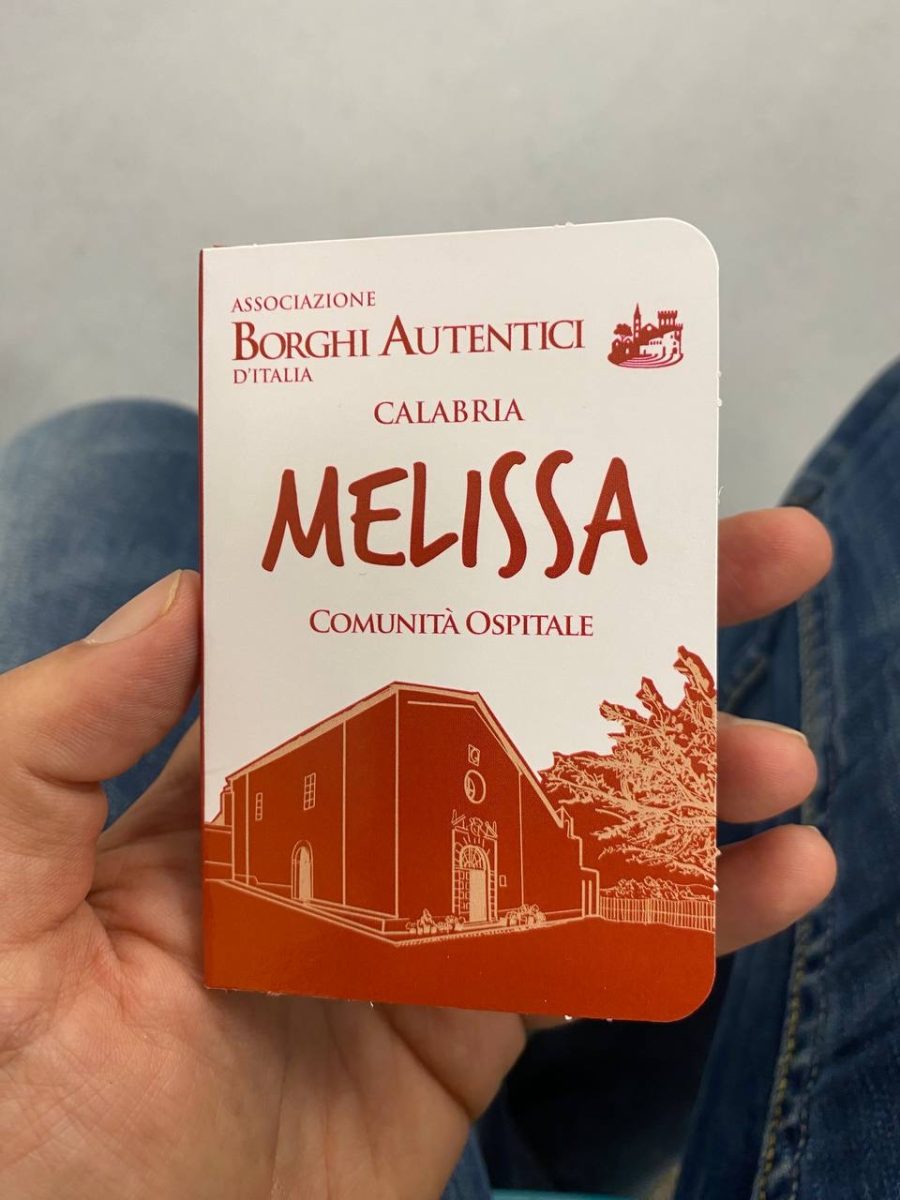 ASSOCIAZIONE
BORGHI AUTENTICI
D'ITALIA
CALABRIA
MELISSA
COMUNITÀ OSPITALE